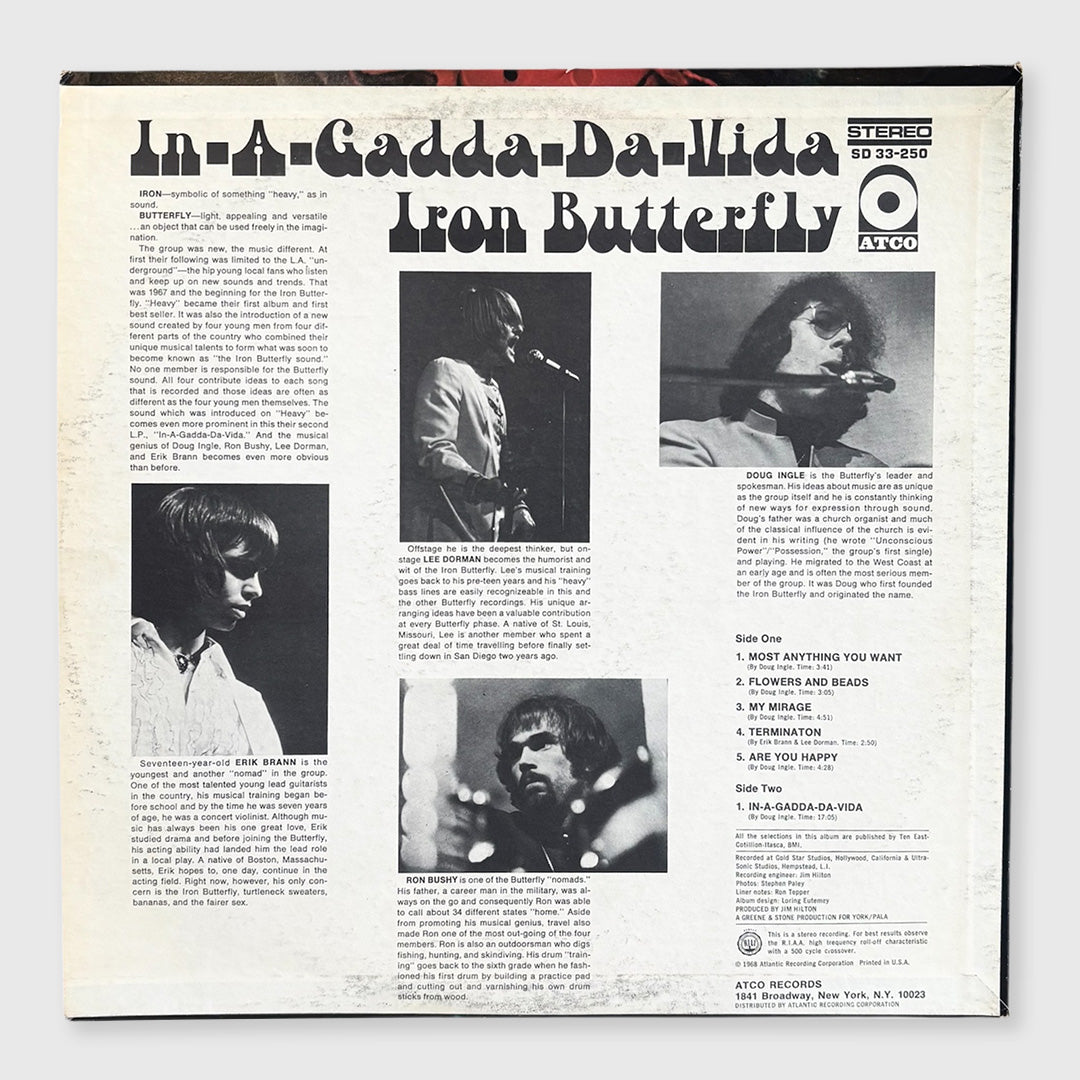 In-A-Gadda-Da-Vida
Iron Butterfly
STEREO
SD 33-250
ATCO
IRON—symbolic of something "heavy," as in
sound.
BUTTERFLY—light, appealing and versatile
...an object that can be used freely in the imagi-
nation.
The group was new, the music different. At
first their following was limited to the L.A. "un-
derground"—the hip young local fans who listen
and keep up on new sounds and trends. That
was 1967 and the beginning for the Iron Butter-
fly. "Heavy" became their first album and first
best seller. It was also the introduction of a new
sound created by four young men from four dif-
ferent parts of the country who combined their
unique musical talents to form what was soon to
become known as "the Iron Butterfly sound."
No one member is responsible for the Butterfly
sound. All four contribute ideas to each song
that is recorded and those ideas are often as
different as the four young men themselves. The
sound which was introduced on "Heavy" be-
comes even more prominent in this their second
L.P., "In-A-Gadda-Da-Vida." And the musical
genius of Doug Ingle, Ron Bushy, Lee Dorman,
and Erik Brann becomes even more obvious
than before.
Seventeen-year-old ERIK BRANN is the
youngest and another "nomad" in the group.
One of the most talented young lead guitarists
in the country, his musical training began be-
fore school and by the time he was seven years
of age, he was a concert violinist. Although mu-
sic has always been his one great love, Erik
studied drama and before joining the Butterfly,
his acting ability had landed him the lead role
in a local play. A native of Boston, Massachu-
setts, Erik hopes to, one day, continue in the
acting field. Right now, however, his only con-
cern is the Iron Butterfly, turtleneck sweaters,
bananas, and the fairer sex.
Offstage he is the deepest thinker, but on-
stage LEE DORMAN becomes the humorist and
wit of the Iron Butterfly. Lee's musical training
goes back to his pre-teen years and his "heavy"
bass lines are easily recognizeable in this and
the other Butterfly recordings. His unique ar-
ranging ideas have been a valuable contribution
at every Butterfly phase. A native of St. Louis,
Missouri, Lee is another member who spent a
great deal of time travelling before finally set-
tling down in San Diego two years ago.
RON BUSHY is one of the Butterfly "nomads."
His father, a career man in the military, was al-
ways on the go and consequently Ron was able
to call about 34 different states "home." Aside
from promoting his musical genius, travel also
made Ron one of the most out-going of the four
members. Ron is also an outdoorsman who digs
fishing, hunting, and skindiving. His drum "train-
ing" goes back to the sixth grade when he fash-
ioned his first drum by building a practice pad
and cutting out and varnishing his own drum
sticks from wood.
DOUG INGLE is the Butterfly's leader and
spokesman. His ideas about music are as unique
as the group itself and he is constantly thinking
of new ways for expression through sound.
Doug's father was a church organist and much
of the classical influence of the church is evi-
dent in his writing (he wrote "Unconscious
Power"/"Possession," the group's first single)
and playing. He migrated to the West Coast at
an early age and is often the most serious mem-
ber of the group. It was Doug who first founded
the Iron Butterfly and originated the name.
Side One
1. MOST ANYTHING YOU WANT
(By Doug Ingle. Time: 3:41)
2. FLOWERS AND BEADS
(By Doug Ingle. Time: 3:05)
3. MY MIRAGE
(By Doug Ingle. Time: 4:51)
4. TERMINATON
(By Erik Brann & Lee Dorman. Time: 2:50)
5. ARE YOU HAPPY
(By Doug Ingle. Time: 4:28)
Side Two
1. IN-A-GADDA-DA-VIDA
(By Doug Ingle. Time: 17:05)
All the selections in this album are published by Ten East-
Cotillion-Itasca, BMI.
Recorded at Gold Star Studios, Hollywood, California & Ultra-
Sonic Studios, Hempstead, L.I.
Recording engineer: Jim Hilton
Photos: Stephen Paley
Liner notes: Ron Tepper
Album design: Loring Eutemey
PRODUCED BY JIM HILTON
A GREENE & STONE PRODUCTION FOR YORK/PALA
This is a stereo recording. For best results observe
the R.I.A.A. high frequency roll-off characteristic
with a 500 cycle crossover.
© 1968 Atlantic Recording Corporation Printed in U.S.A.
ATCO RECORDS
1841 Broadway, New York, N.Y. 10023
DISTRIBUTED BY ATLANTIC RECORDING CORPORATION